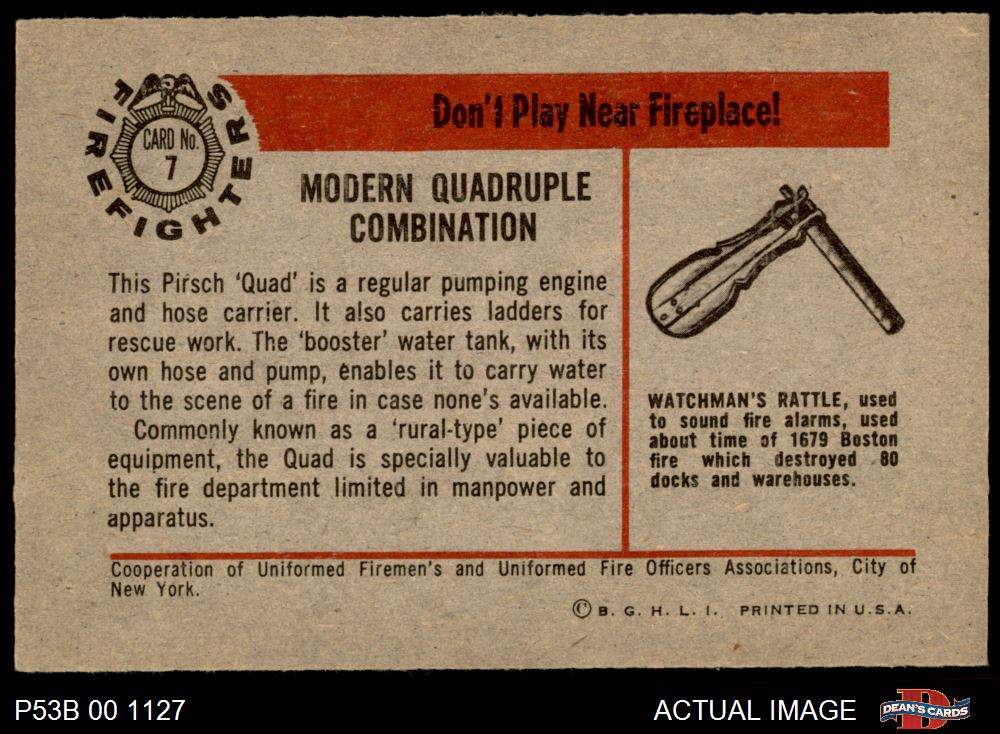 FIREFIGHTERS
CARD No.
7
Don't Play Near Fireplace!
MODERN QUADRUPLE
COMBINATION
This Pirsch 'Quad' is a regular pumping engine
and hose carrier. It also carries ladders for
rescue work. The 'booster' water tank, with its
own hose and pump, enables it to carry water
to the scene of a fire in case none's available.
Commonly known as a 'rural-type' piece of
equipment, the Quad is specially valuable to
the fire department limited in manpower and
apparatus.
WATCHMAN'S RATTLE, used
to sound fire alarms, used
about time of 1679 Boston
fire which destroyed 80
docks and warehouses.
Cooperation of Uniformed Firemen's and Uniformed Fire Officers Associations, City of
New York.
© B. G. H. L. I. PRINTED IN U.S.A.
P53B 00 1127
ACTUAL IMAGE
D
DEAN'S CARDS